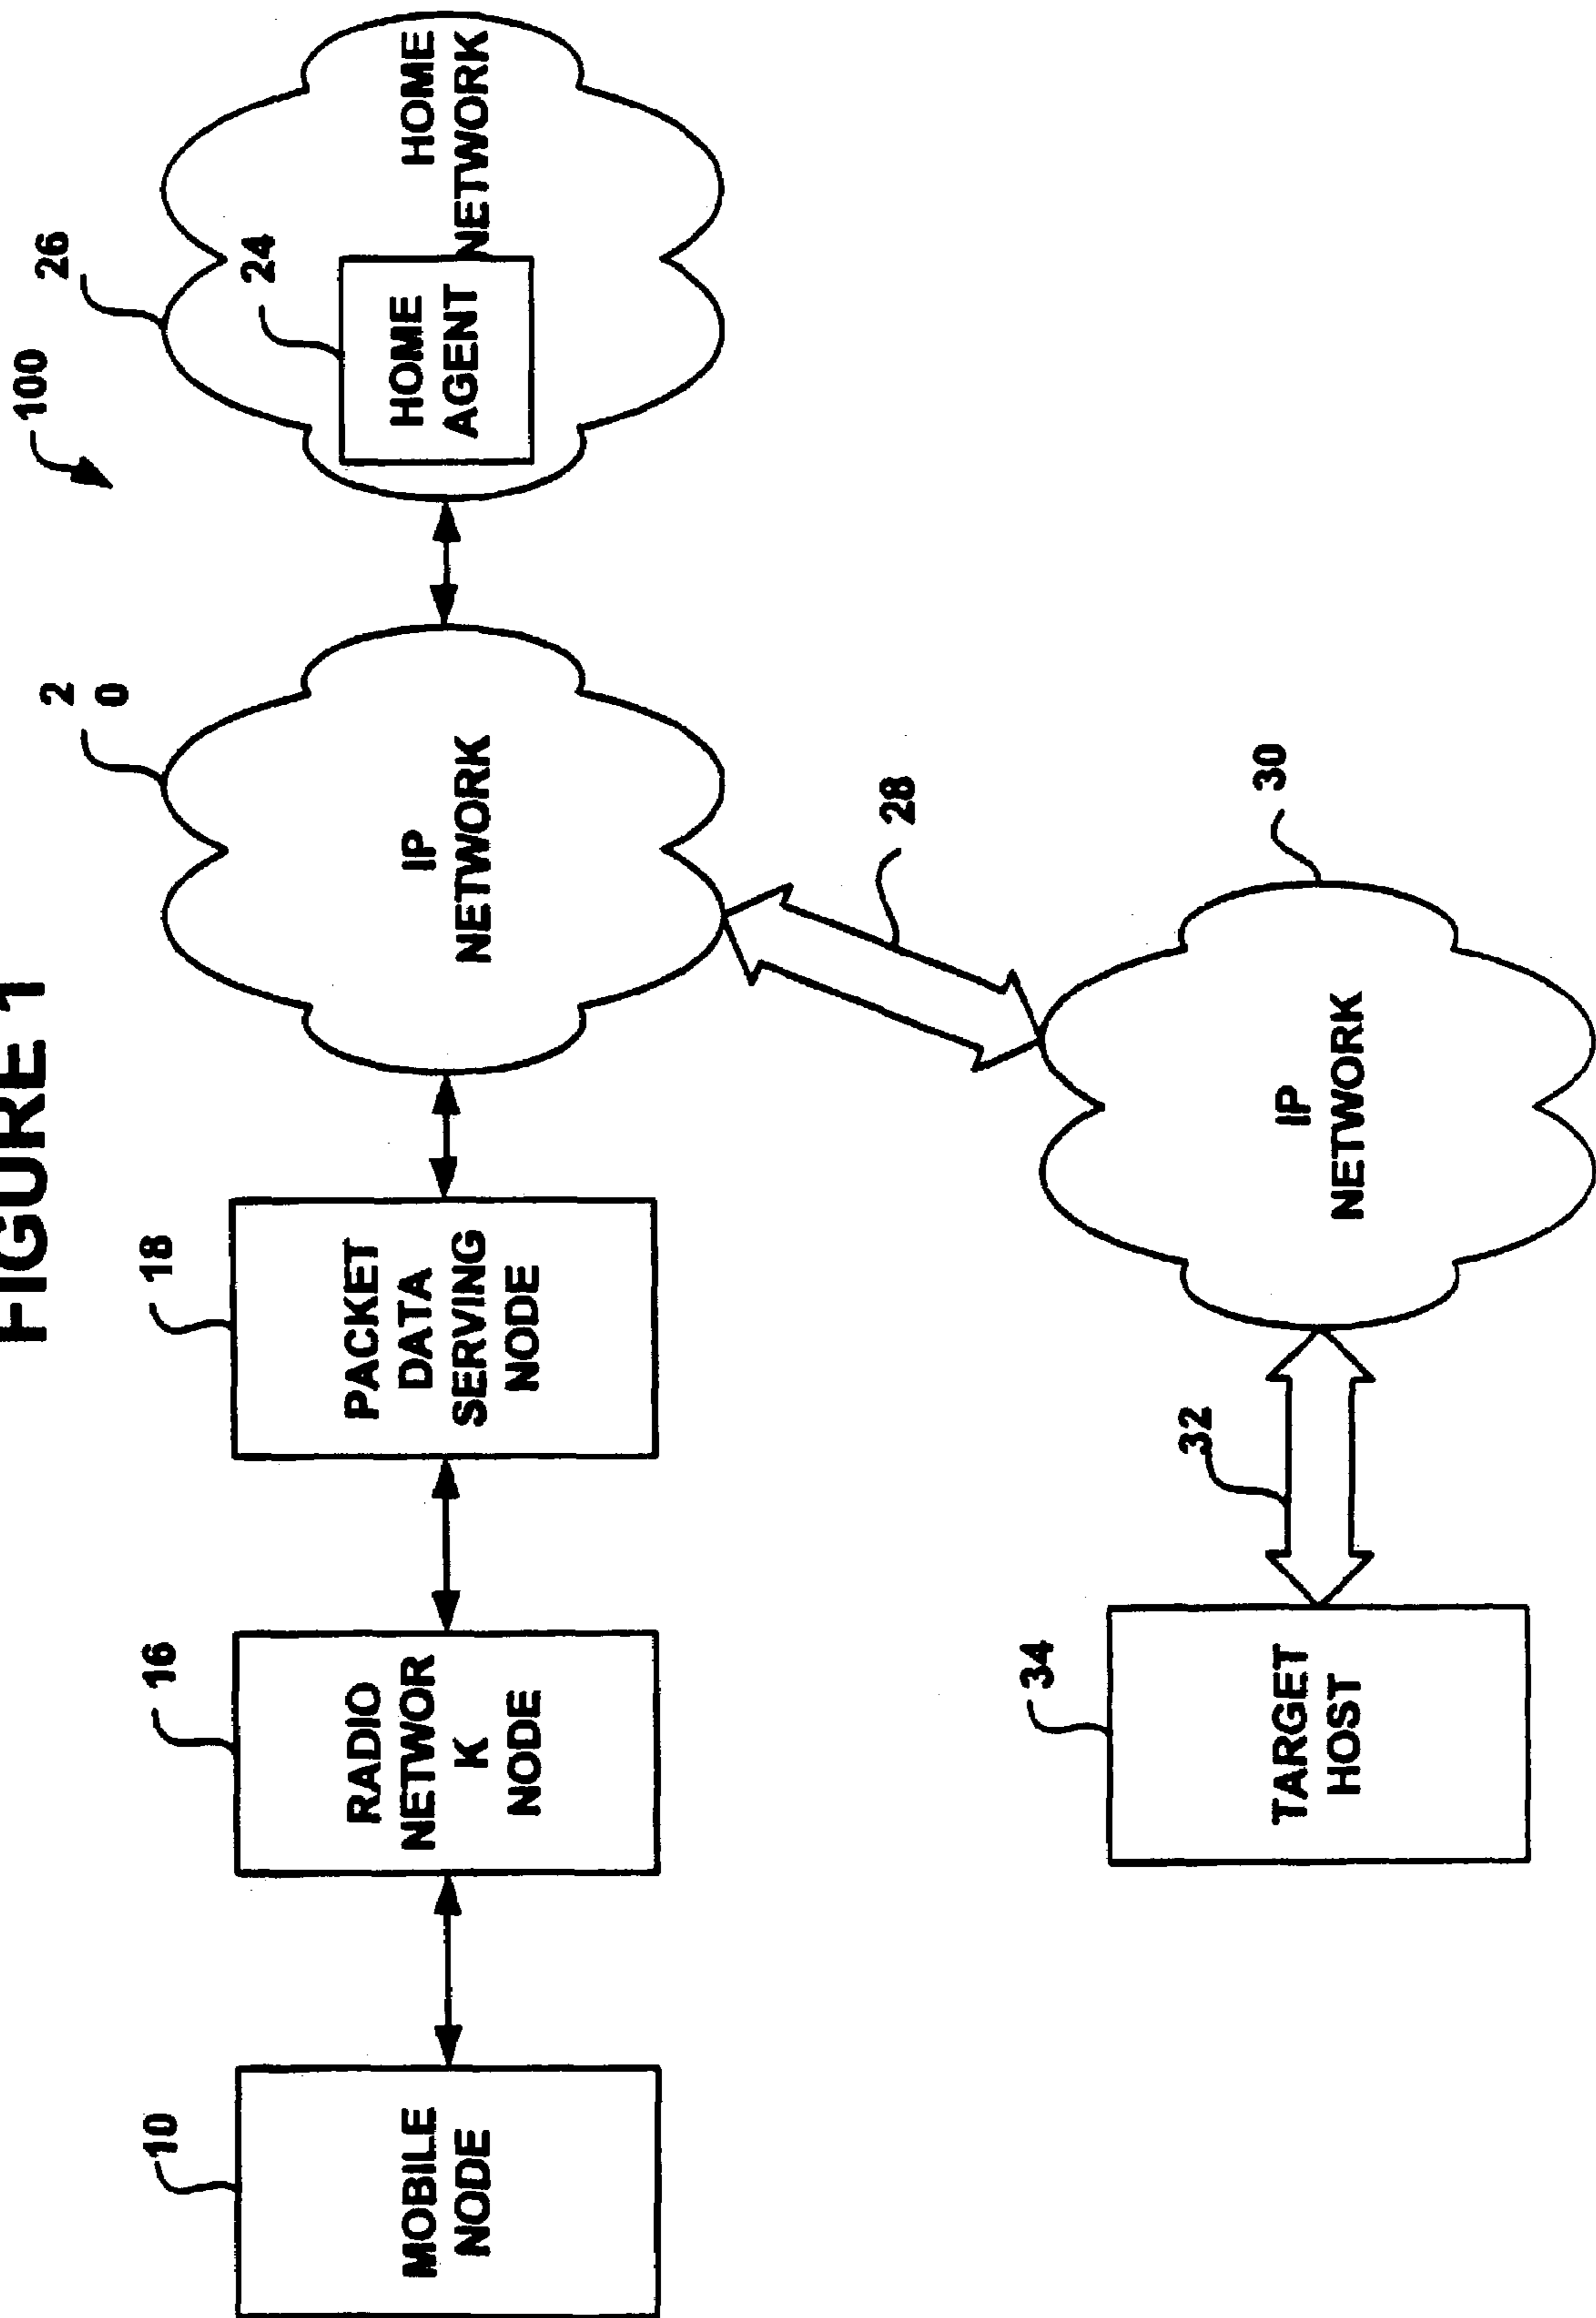 FIGURE 1
100
10
MOBILE
NODE
16
RADIO
NETWOR
K
NODE
18
PACKET
DATA
SERVING
NODE
2
0
IP
NETWORK
26
24
HOME
AGENT
HOME
NETWORK
28
34
TARGET
HOST
32
30
IP
NETWORK